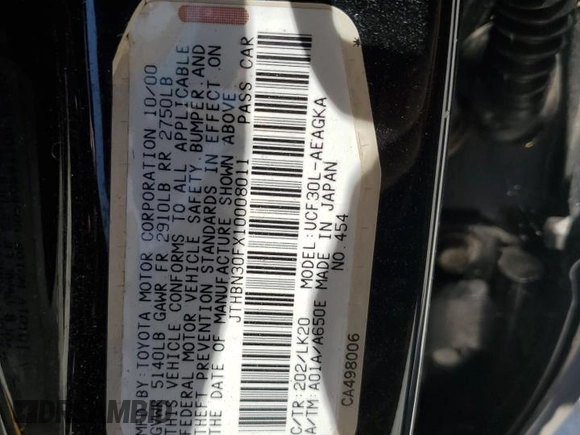 MFD BY: TOYOTA MOTOR CORPORATION 10/00
GVWR 5140LB GAWR FR 2910LB RR 2750LB
THIS VEHICLE CONFORMS TO ALL APPLICABLE
FEDERAL MOTOR VEHICLE SAFETY, BUMPER, AND
THEFT PREVENTION STANDARDS IN EFFECT ON
THE DATE OF MANUFACTURE SHOWN ABOVE.
JTHBN30FX10008011 PASS CAR
C/TR: 202/LK20 MODEL: UCF30L-AEAGKA
A/TM: A01A/A650E MADE IN JAPAN
NO. 454
CA498006